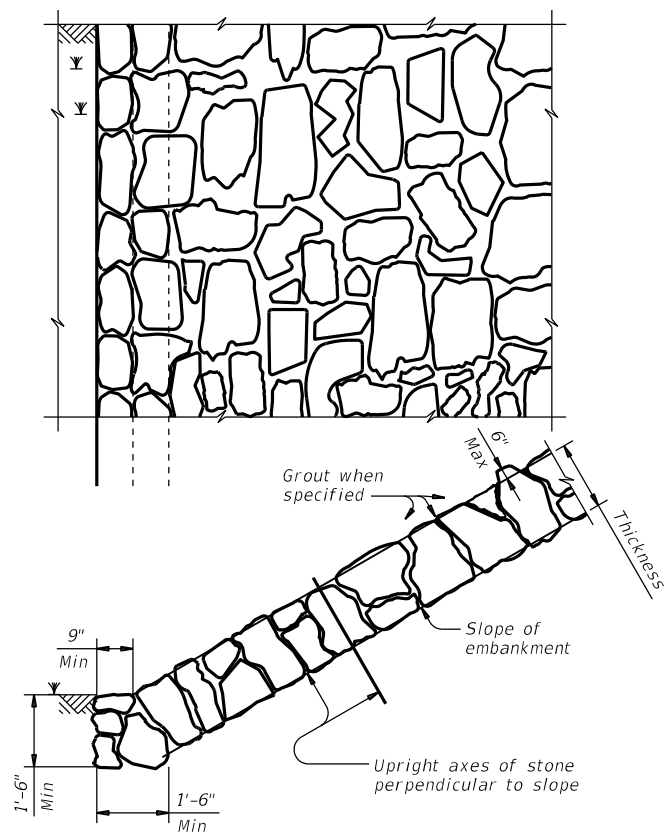 6"
Max
Grout when
specified
Thickness
Slope of
embankment
9"
Min
1'-6"
Min
Upright axes of stone
perpendicular to slope
1'-6"
Min